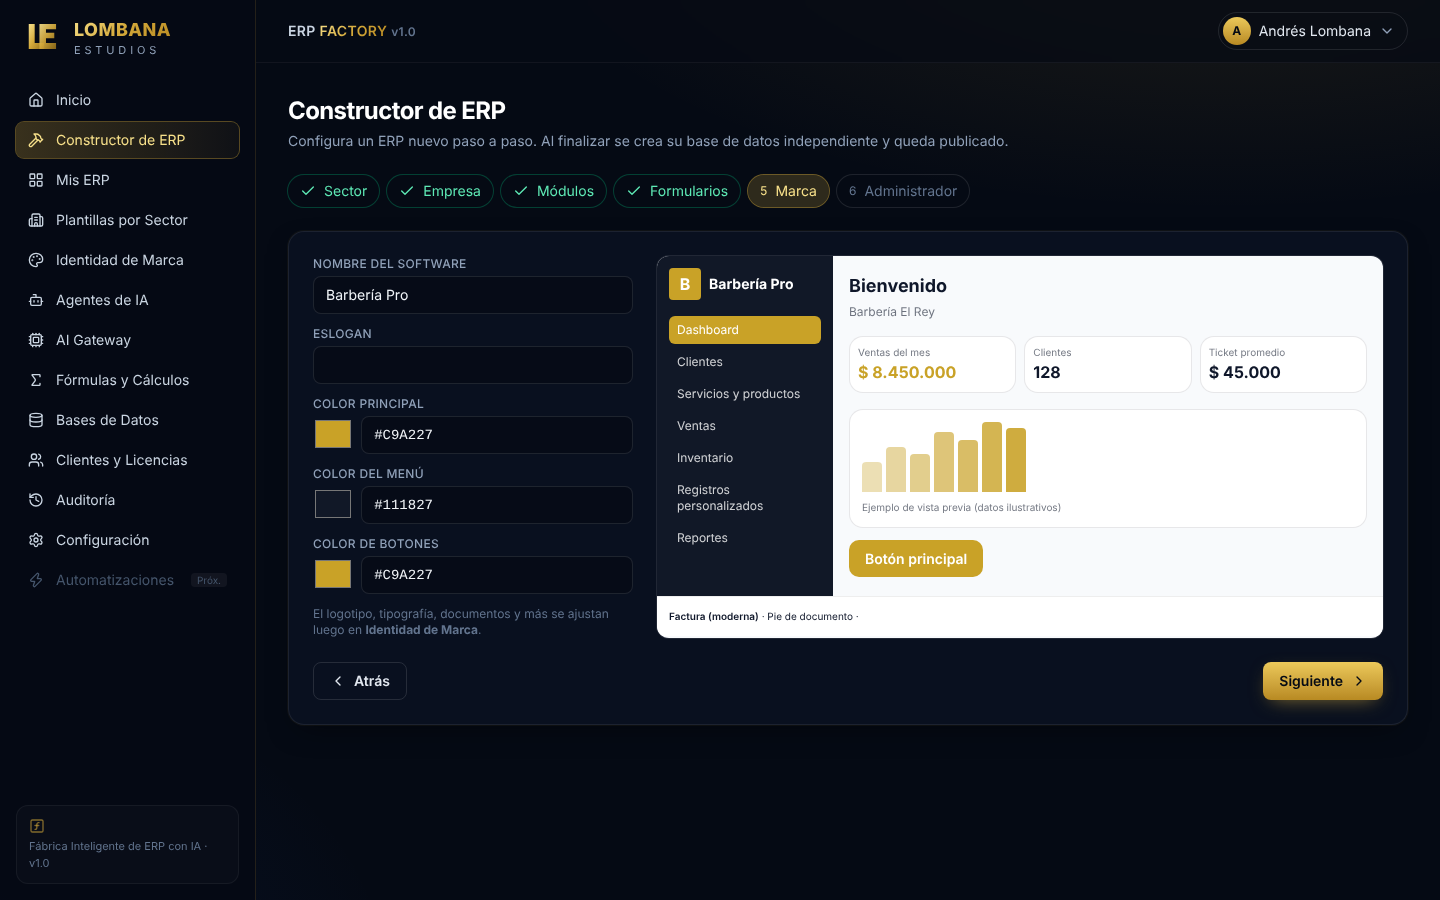 LE
LOMBANA
ESTUDIOS
Inicio
Constructor de ERP
Mis ERP
Plantillas por Sector
Identidad de Marca
Agentes de IA
AI Gateway
Fórmulas y Cálculos
Bases de Datos
Clientes y Licencias
Auditoría
Configuración
Automatizaciones Próx.
Fábrica Inteligente de ERP con IA ·
v1.0
ERP FACTORY v1.0
A Andrés Lombana
Constructor de ERP
Configura un ERP nuevo paso a paso. Al finalizar se crea su base de datos independiente y queda publicado.
Sector Empresa Módulos Formularios 5 Marca 6 Administrador
NOMBRE DEL SOFTWARE
Barbería Pro
ESLOGAN
COLOR PRINCIPAL
#C9A227
COLOR DEL MENÚ
#111827
COLOR DE BOTONES
#C9A227
El logotipo, tipografía, documentos y más se ajustan
luego en Identidad de Marca.
B Barbería Pro
Dashboard
Clientes
Servicios y productos
Ventas
Inventario
Registros
personalizados
Reportes
Bienvenido
Barbería El Rey
Ventas del mes
$ 8.450.000
Clientes
128
Ticket promedio
$ 45.000
Ejemplo de vista previa (datos ilustrativos)
Botón principal
Factura (moderna) · Pie de documento ·
Atrás
Siguiente